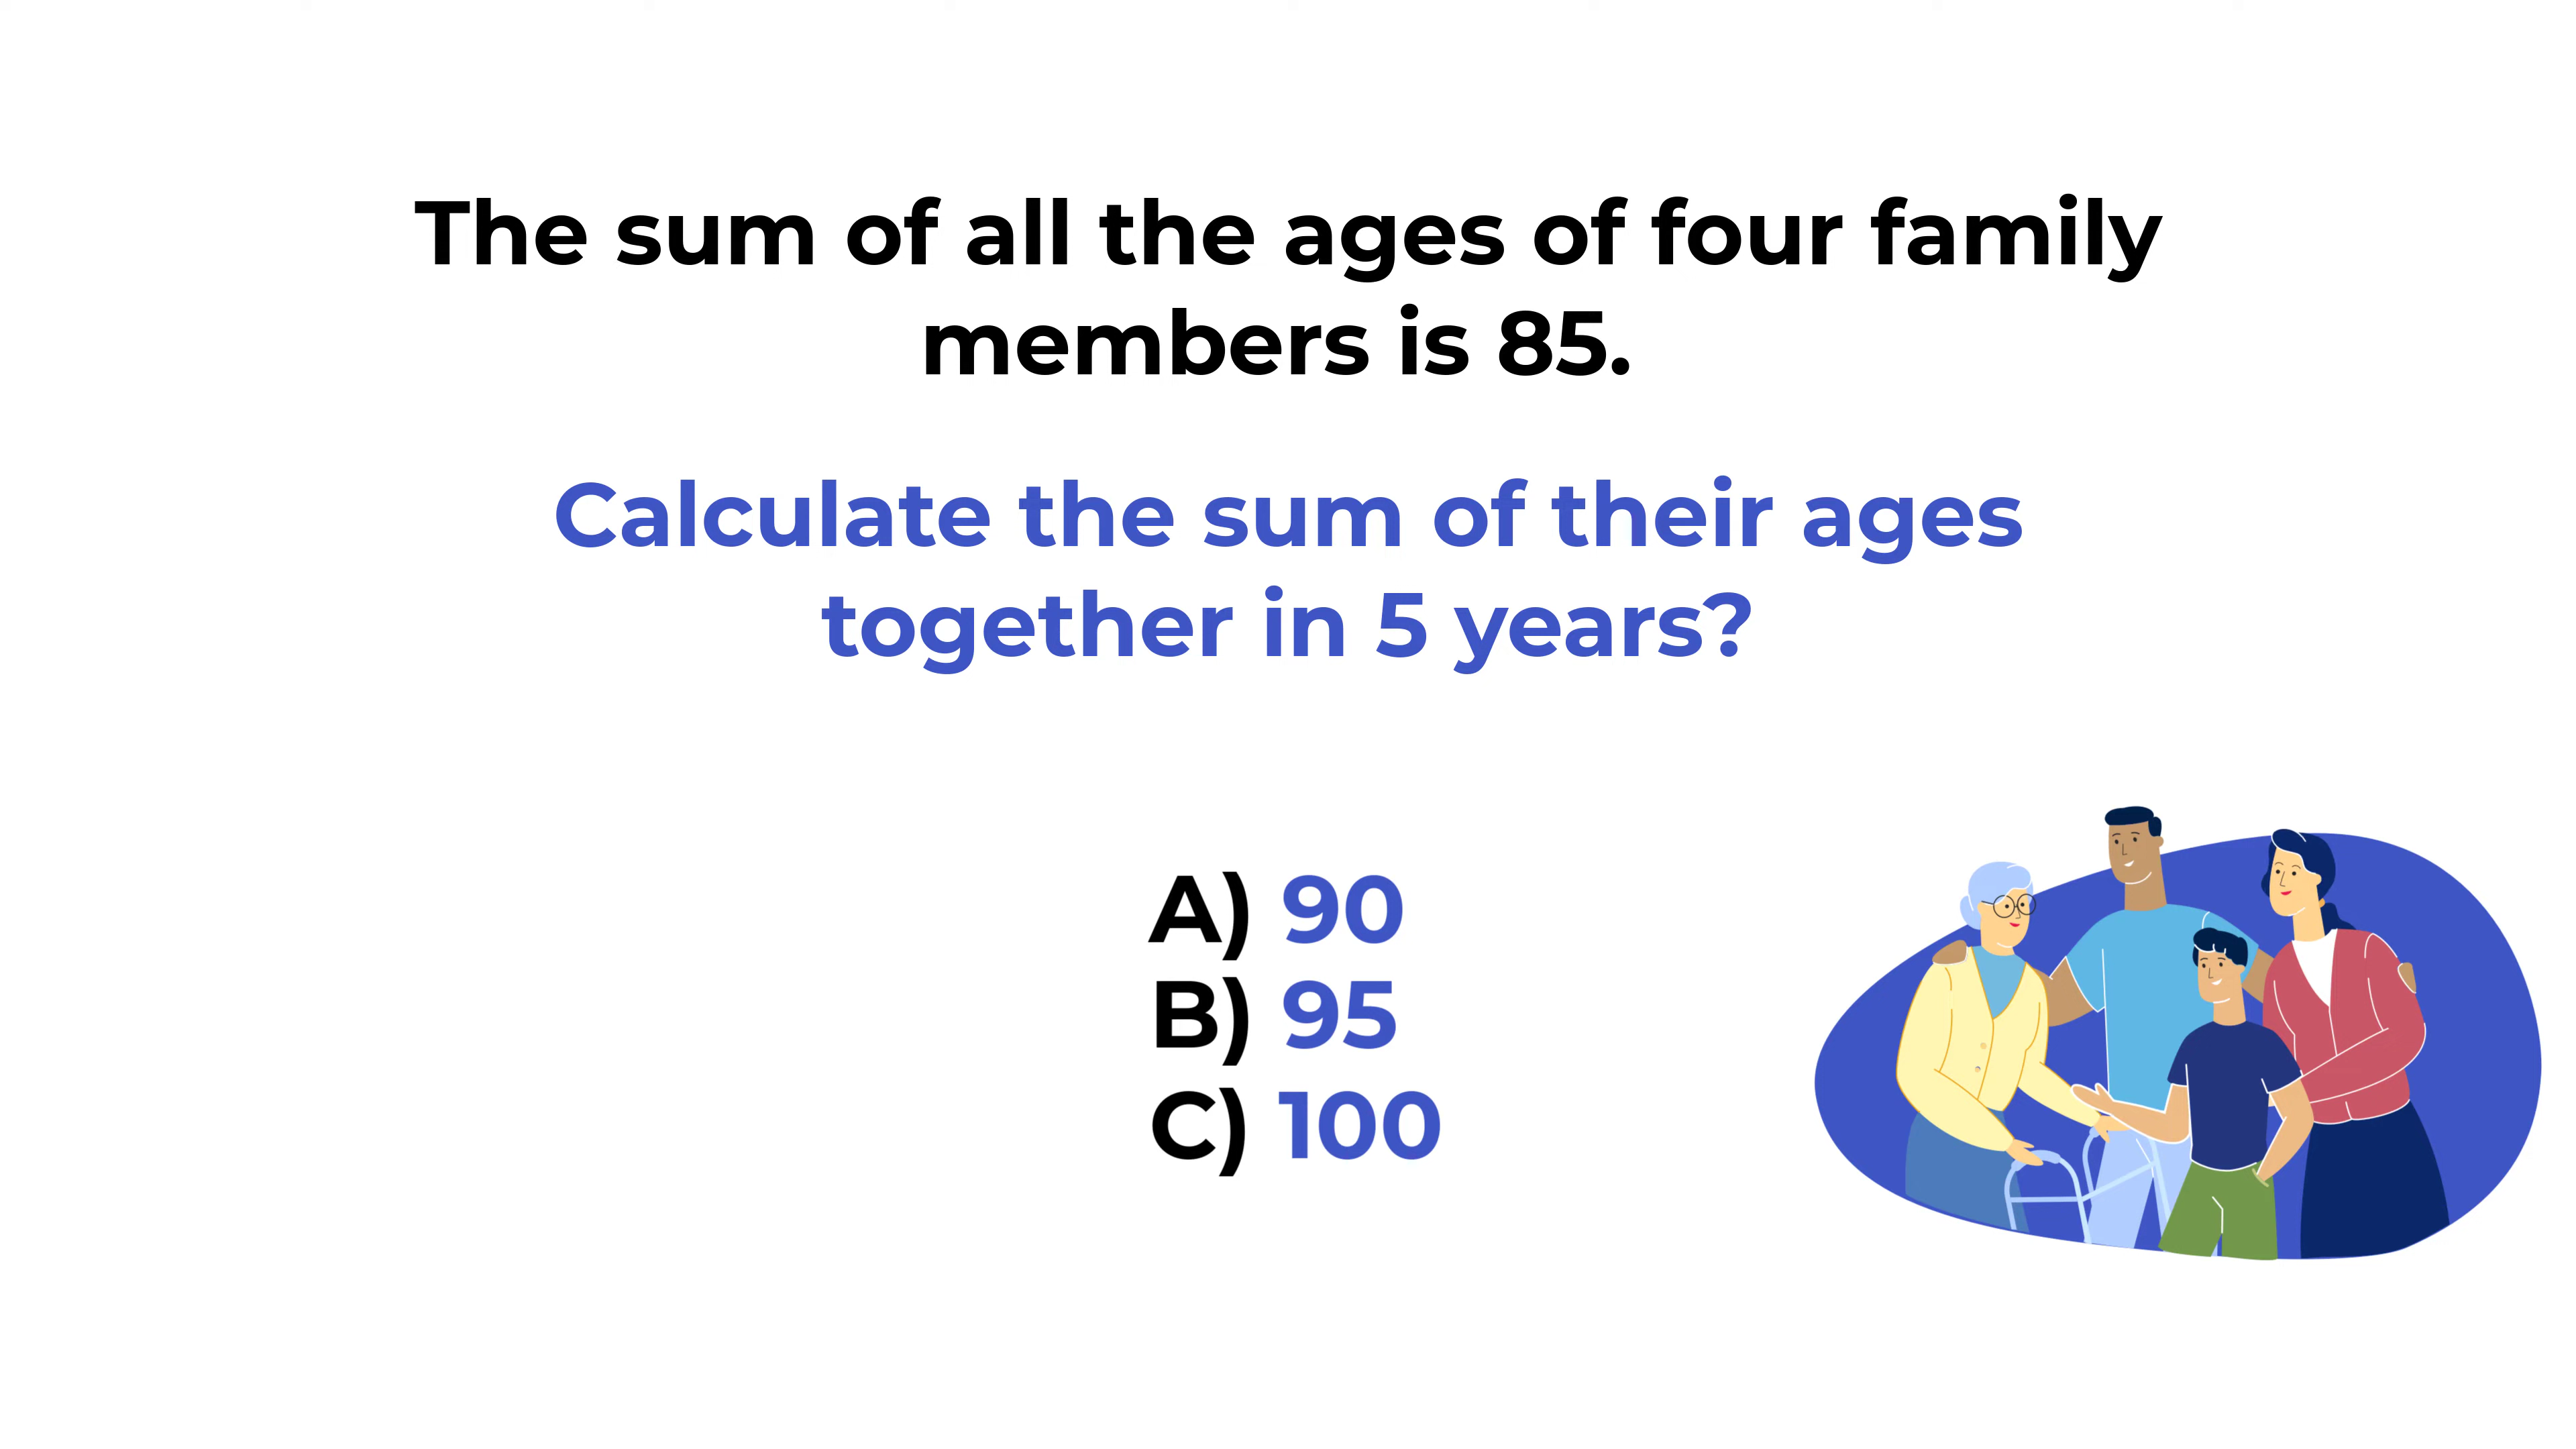 The sum of all the ages of four family
members is 85.
Calculate the sum of their ages
together in 5 years?
A) 90
B) 95
C) 100